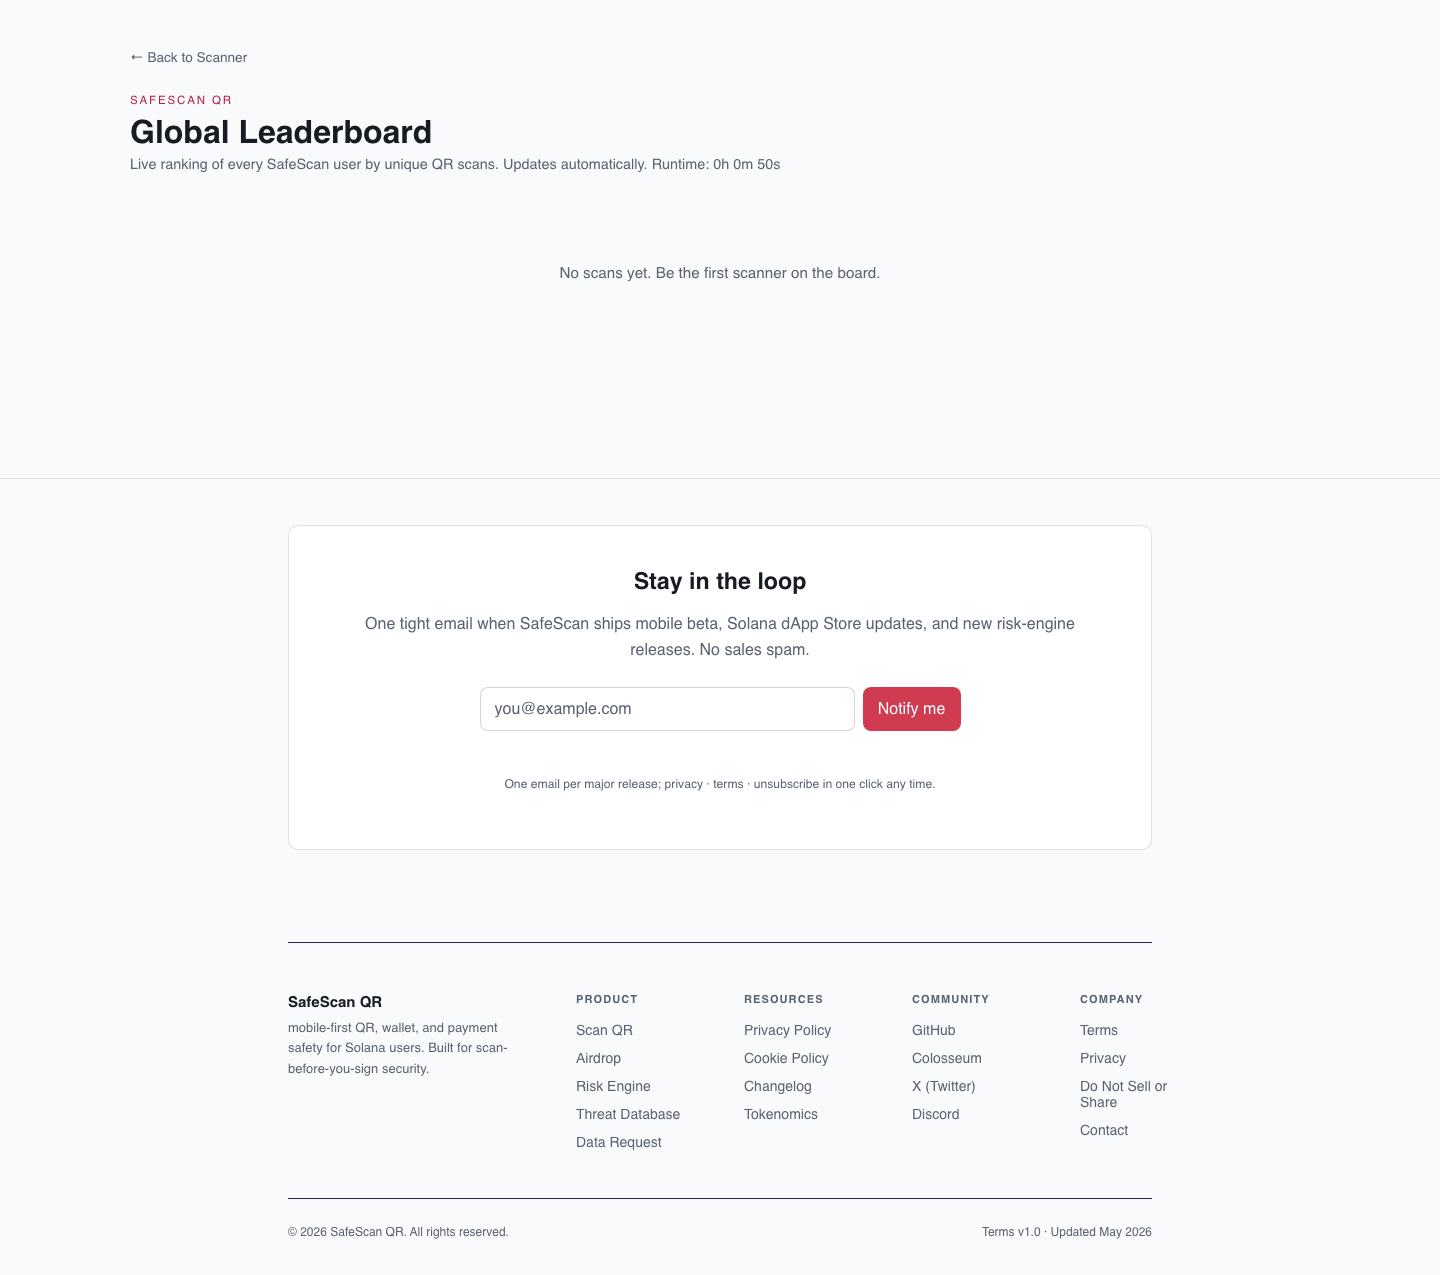 ← Back to Scanner
SAFESCAN QR
Global Leaderboard
Live ranking of every SafeScan user by unique QR scans. Updates automatically. Runtime: 0h 0m 50s
No scans yet. Be the first scanner on the board.
Stay in the loop
One tight email when SafeScan ships mobile beta, Solana dApp Store updates, and new risk-engine
releases. No sales spam.
you@example.com
Notify me
One email per major release; privacy · terms · unsubscribe in one click any time.
SafeScan QR
mobile-first QR, wallet, and payment
safety for Solana users. Built for scan-
before-you-sign security.
PRODUCT
Scan QR
Airdrop
Risk Engine
Threat Database
Data Request
RESOURCES
Privacy Policy
Cookie Policy
Changelog
Tokenomics
COMMUNITY
GitHub
Colosseum
X (Twitter)
Discord
COMPANY
Terms
Privacy
Do Not Sell or
Share
Contact
© 2026 SafeScan QR. All rights reserved.
Terms v1.0 · Updated May 2026